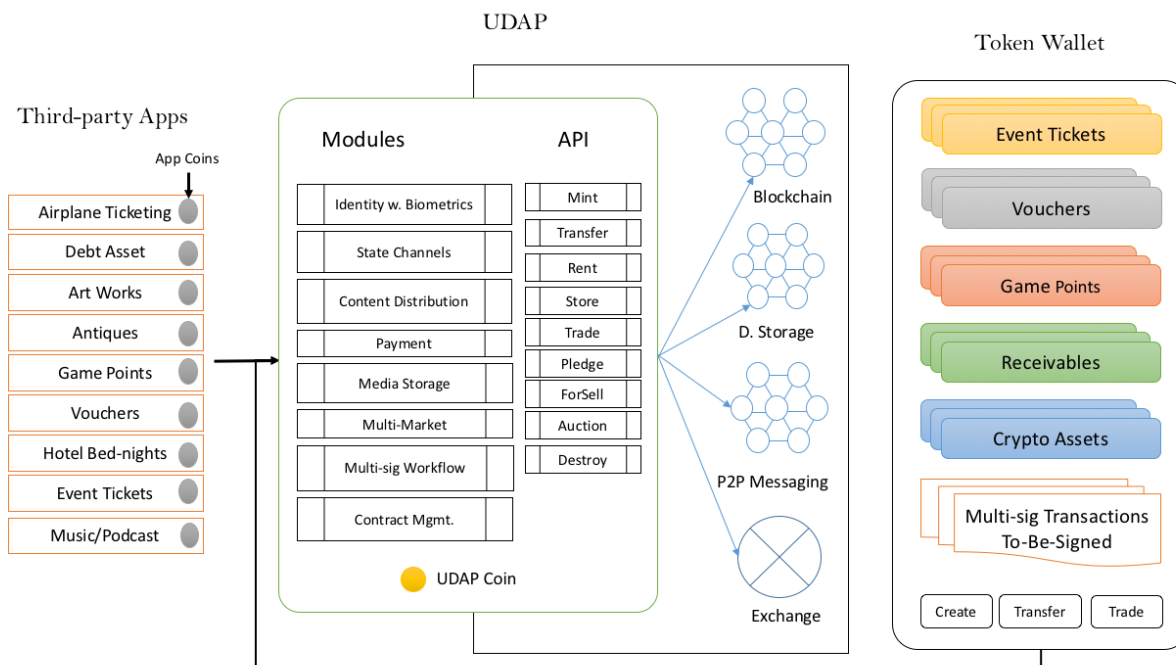 UDAP
Token Wallet
Third-party Apps
App Coins
Airplane Ticketing
Debt Asset
Art Works
Antiques
Game Points
Vouchers
Hotel Bed-nights
Event Tickets
Music/Podcast
Modules
Identity w. Biometrics
State Channels
Content Distribution
Payment
Media Storage
Multi-Market
Multi-sig Workflow
Contract Mgmt.
API
Mint
Transfer
Rent
Store
Trade
Pledge
ForSell
Auction
Destroy
UDAP Coin
Blockchain
D. Storage
P2P Messaging
Exchange
Event Tickets
Vouchers
Game Points
Receivables
Crypto Assets
Multi-sig Transactions
To-Be-Signed
Create
Transfer
Trade